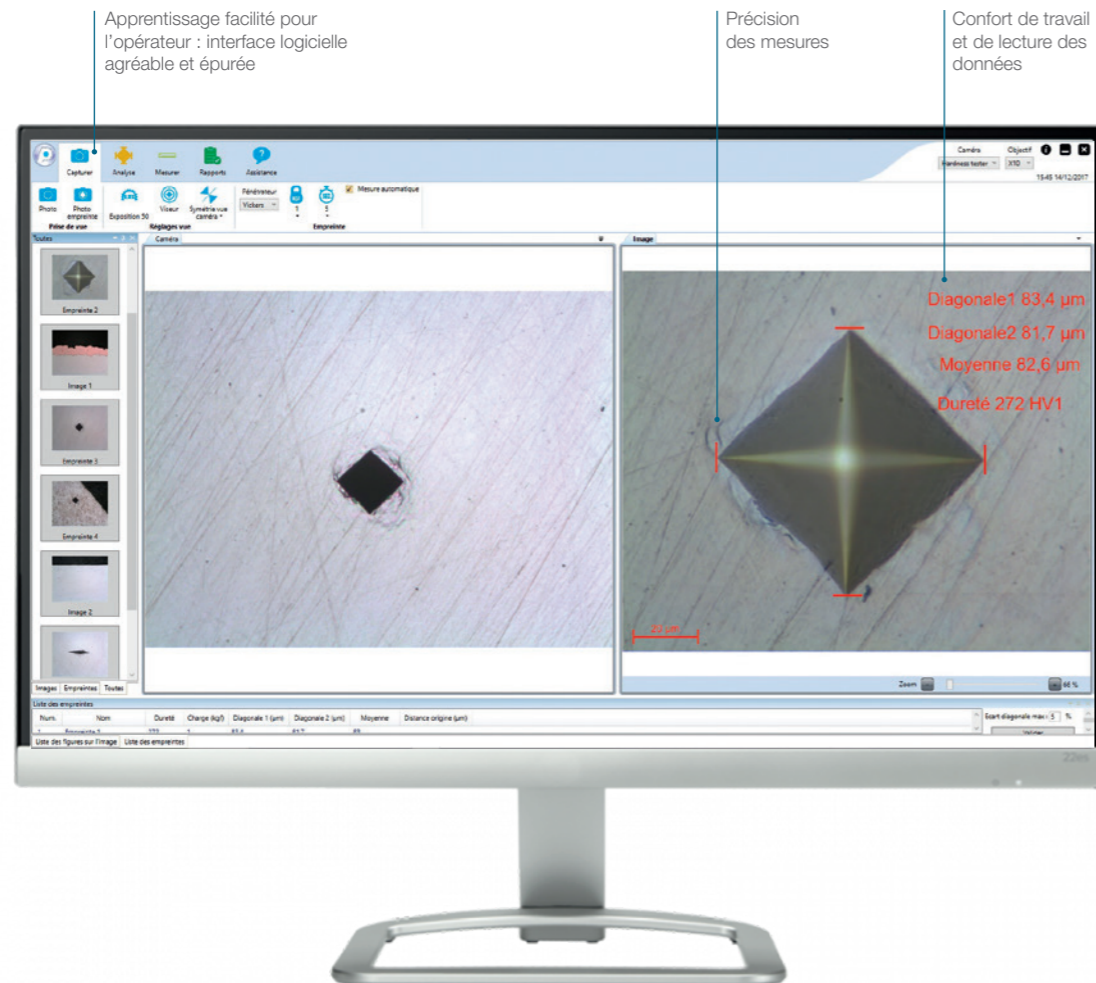 Apprentissage facilité pour
l'opérateur : interface logicielle
agréable et épurée
Précision
des mesures
Confort de travail
et de lecture des
données
Capturer
Analyse
Mesurer
Rapports
Assistance
Caméra
Objectif
Hardness tester
X10
15:45 14/12/2017
Photo
Photo
empreinte
Exposition 50
Viseur
Symétrie vue
caméra
Pénétrateur
Vickers
1
5
Mesure automatique
Prise de vue
Réglages vue
Empreinte
Toutes
Caméra
Image
Empreinte 2
Image 1
Empreinte 3
Empreinte 4
Image 2
Diagonale1 83,4 µm
Diagonale2 81,7 µm
Moyenne 82,6 µm
Dureté 272 HV1
20 µm
Zoom
66 %
Images
Empreintes
Toutes
Liste des empreintes
Num.
Nom
Dureté
Charge (kgf)
Diagonale 1 (µm)
Diagonale 2 (µm)
Moyenne
Distance origine (µm)
Ecart diagonale max : 5 %
Liste des figures sur l'image
Liste des empreintes
22es